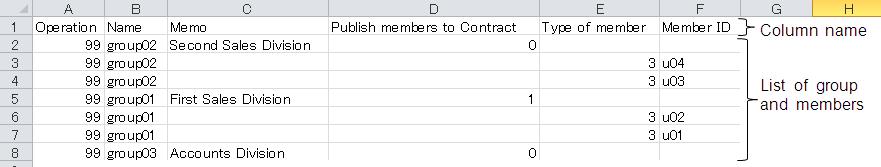 A B C D E F G H
1 Operation Name Memo Publish members to Contract Type of member Member ID Column name
2 99 group02 Second Sales Division 0
3 99 group02 3 u04
4 99 group02 3 u03
List of group
and members
5 99 group01 First Sales Division 1
6 99 group01 3 u02
7 99 group01 3 u01
8 99 group03 Accounts Division 0